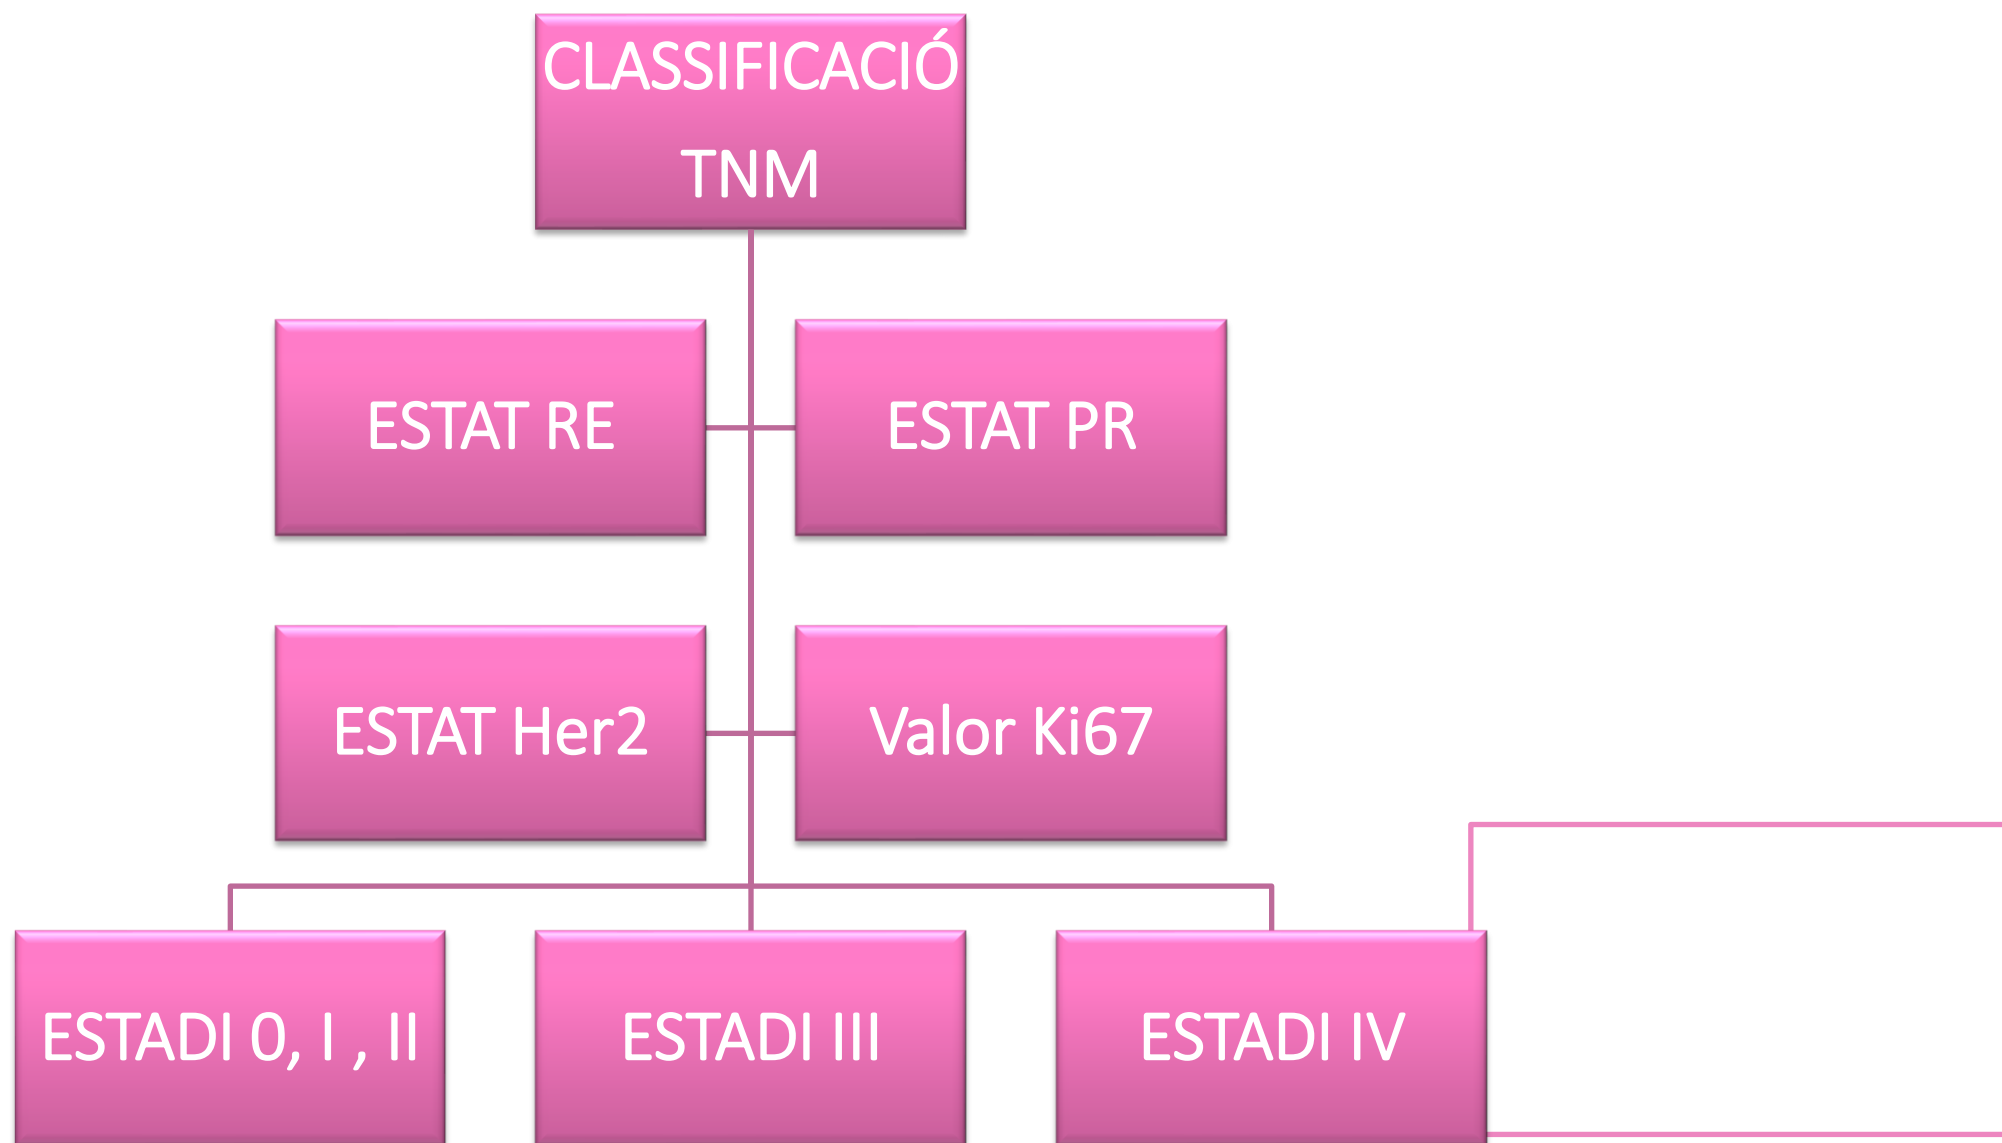 CLASSIFICACIÓ
TNM
ESTAT RE
ESTAT PR
ESTAT Her2
Valor Ki67
ESTADI 0, I , II
ESTADI III
ESTADI IV